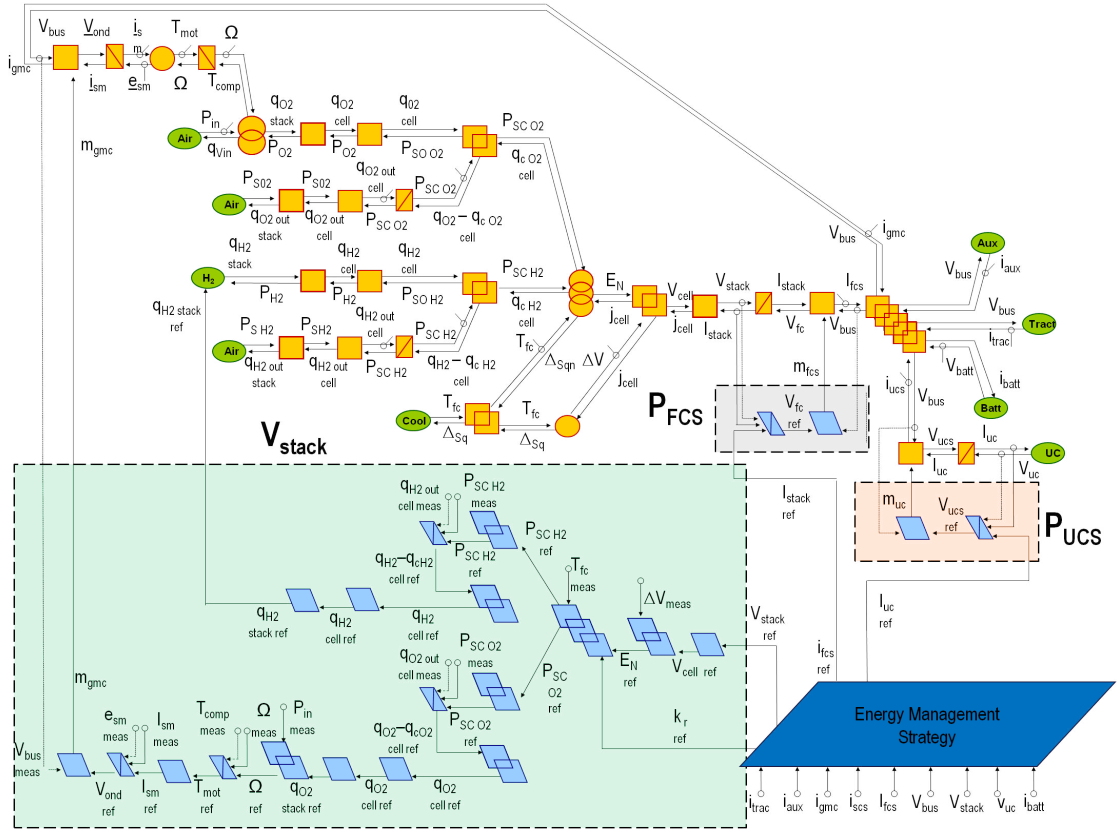 V_bus V_ond i_s m T_mot Ω
i_gmc i_sm e_sm Ω T_comp
m_gmc
Air P_in q_Vin
q_O2 stack q_O2 cell q_02 cell P_SC O2
P_O2 P_O2 P_SO O2 q_c O2 cell
Air P_S02 P_S02 q_O2 out cell P_SC O2
q_O2 out stack q_O2 out cell P_SC O2 q_O2 – q_c O2 cell
H_2 q_H2 stack q_H2 cell q_H2 cell P_SC H2
P_H2 P_H2 P_SO H2 q_c H2 cell
q_H2 stack ref
Air P_S H2 P_SH2 q_H2 out cell P_SC H2
q_H2 out stack q_H2 out cell P_SC H2 q_H2 – q_c H2 cell
E_N V_cell V_stack I_stack I_fcs
j_cell j_cell I_stack V_fc V_bus
V_bus i_gmc
Aux V_bus i_aux
V_bus Tract i_trac
V_batt i_batt Batt
i_ucs V_bus
T_fc Δ_Sqn ΔV j_cell
Cool T_fc T_fc
Δ_Sq Δ_Sq
m_fcs
V_fc ref
P_FCS
V_stack
V_ucs I_uc UC
I_uc V_uc
m_uc V_ucs ref
P_UCS
I_stack ref
q_H2 out cell meas P_SC H2 meas
P_SC H2 ref P_SC H2 ref
q_H2–q_cH2 cell ref
T_fc meas
ΔV_meas
V_stack ref
I_uc ref
i_fcs ref
q_H2 stack ref q_H2 cell ref q_H2 cell ref
E_N ref V_cell ref
q_O2 out cell meas P_SC O2 meas
P_SC O2 ref
P_SC O2 ref
k_r ref
m_gmc
q_O2–q_cO2 cell ref
e_sm meas I_sm meas T_comp meas Ω meas P_in meas
V_bus meas
V_ond ref I_sm ref T_mot ref Ω ref q_O2 stack ref q_O2 cell ref q_O2 cell ref
Energy Management
Strategy
i_trac i_aux i_gmc i_scs I_fcs V_bus V_stack V_uc i_batt